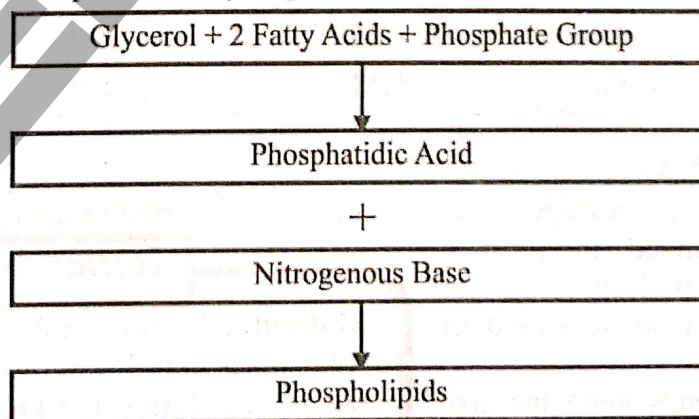 Glycerol + 2 Fatty Acids + Phosphate Group
Phosphatidic Acid
+
Nitrogenous Base
Phospholipids